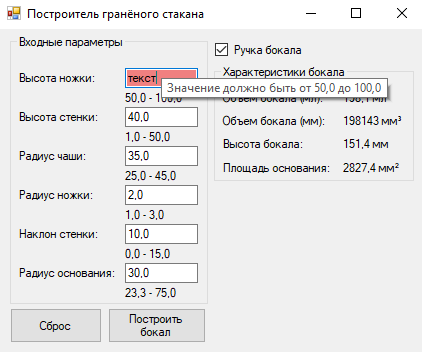 Построитель гранёного стакана
Входные параметры
Высота ножки:
текст
50,0 - 100,0
Высота стенки:
40,0
1,0 - 50,0
Радиус чаши:
35,0
25,0 - 45,0
Радиус ножки:
2,0
1,0 - 3,0
Наклон стенки:
10,0
0,0 - 15,0
Радиус основания:
30,0
23,3 - 75,0
Сброс
Построить
бокал
Ручка бокала
Характеристики бокала
Значение должно быть от 50,0 до 100,0
Объем бокала (мл): 198,1 мл
Объем бокала (мм): 198143 мм³
Высота бокала: 151,4 мм
Площадь основания: 2827,4 мм²